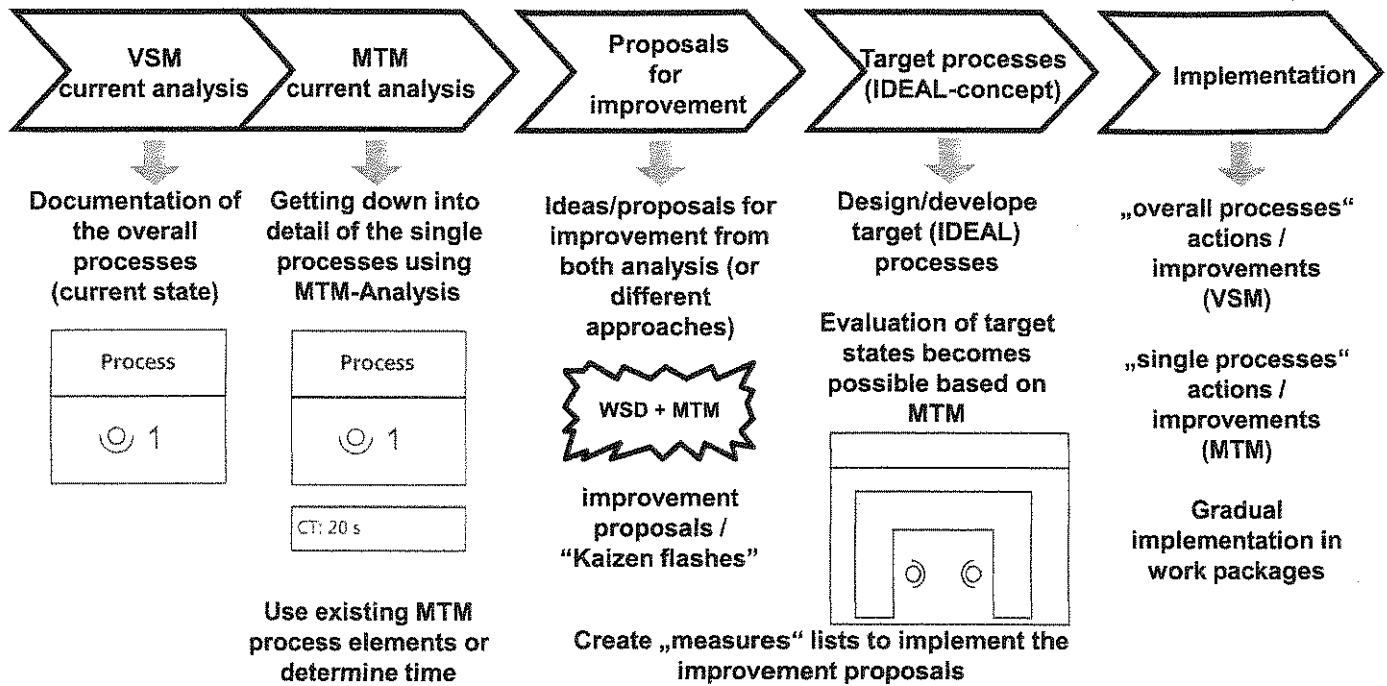 VSM
current analysis
MTM
current analysis
Proposals
for
improvement
Target processes
(IDEAL-concept)
Implementation
Documentation of
the overall
processes
(current state)
Process
1
Getting down into
detail of the single
processes using
MTM-Analysis
Process
1
CT: 20 s
Use existing MTM
process elements or
determine time
Ideas/proposals for
improvement from
both analysis (or
different
approaches)
WSD + MTM
improvement
proposals /
“Kaizen flashes”
Design/develope
target (IDEAL)
processes
Evaluation of target
states becomes
possible based on
MTM
Create „measures“ lists to implement the
improvement proposals
„overall processes“
actions /
improvements
(VSM)
„single processes“
actions /
improvements
(MTM)
Gradual
implementation in
work packages